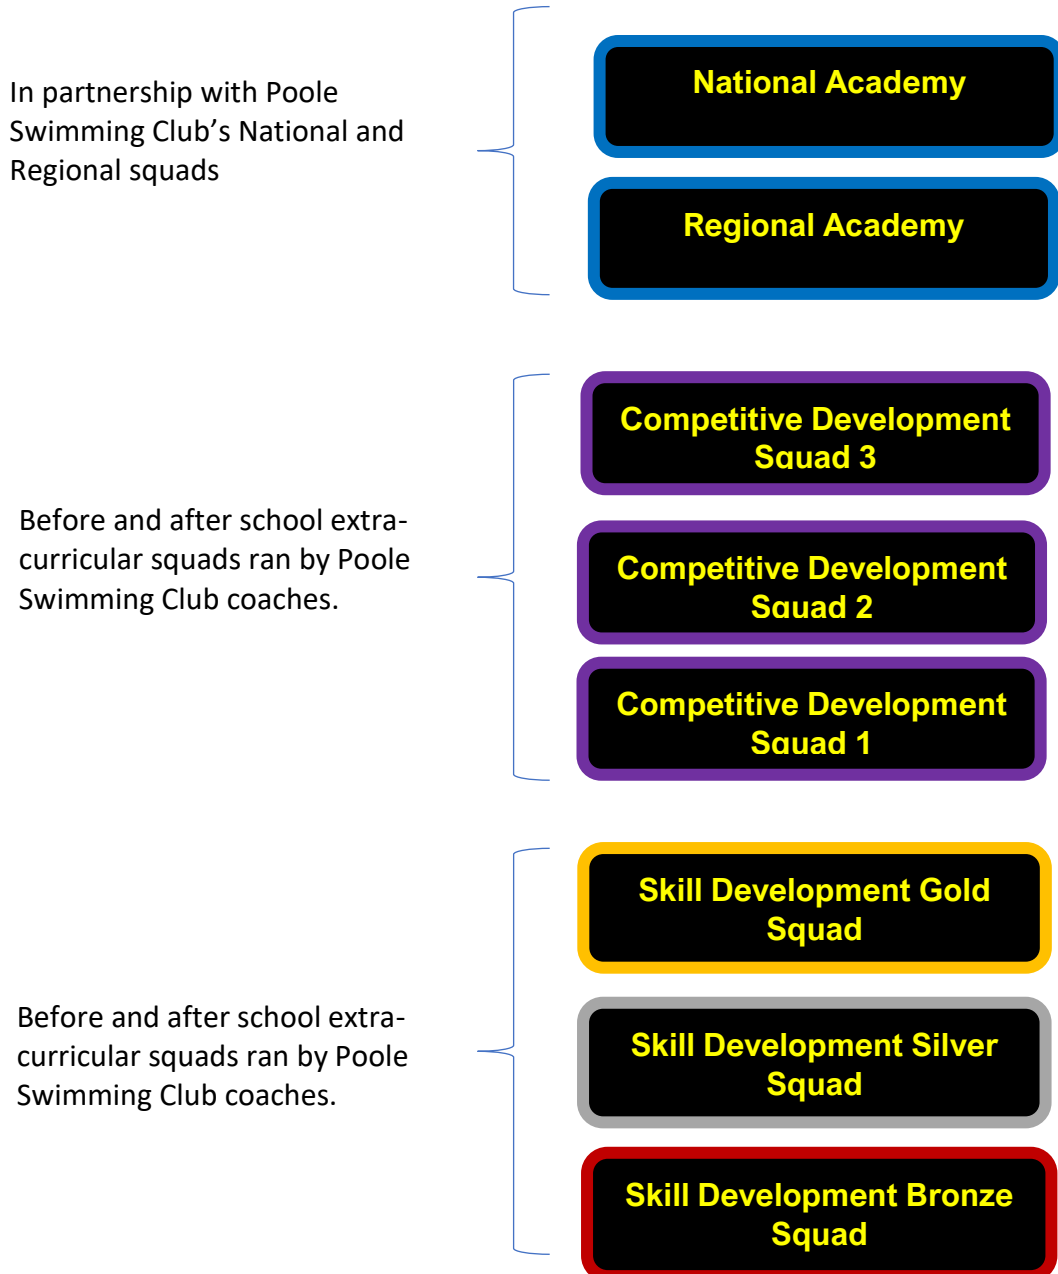 In partnership with Poole
Swimming Club’s National and
Regional squads
National Academy
Regional Academy
Before and after school extra-
curricular squads ran by Poole
Swimming Club coaches.
Competitive Development
Squad 3
Competitive Development
Squad 2
Competitive Development
Squad 1
Before and after school extra-
curricular squads ran by Poole
Swimming Club coaches.
Skill Development Gold
Squad
Skill Development Silver
Squad
Skill Development Bronze
Squad